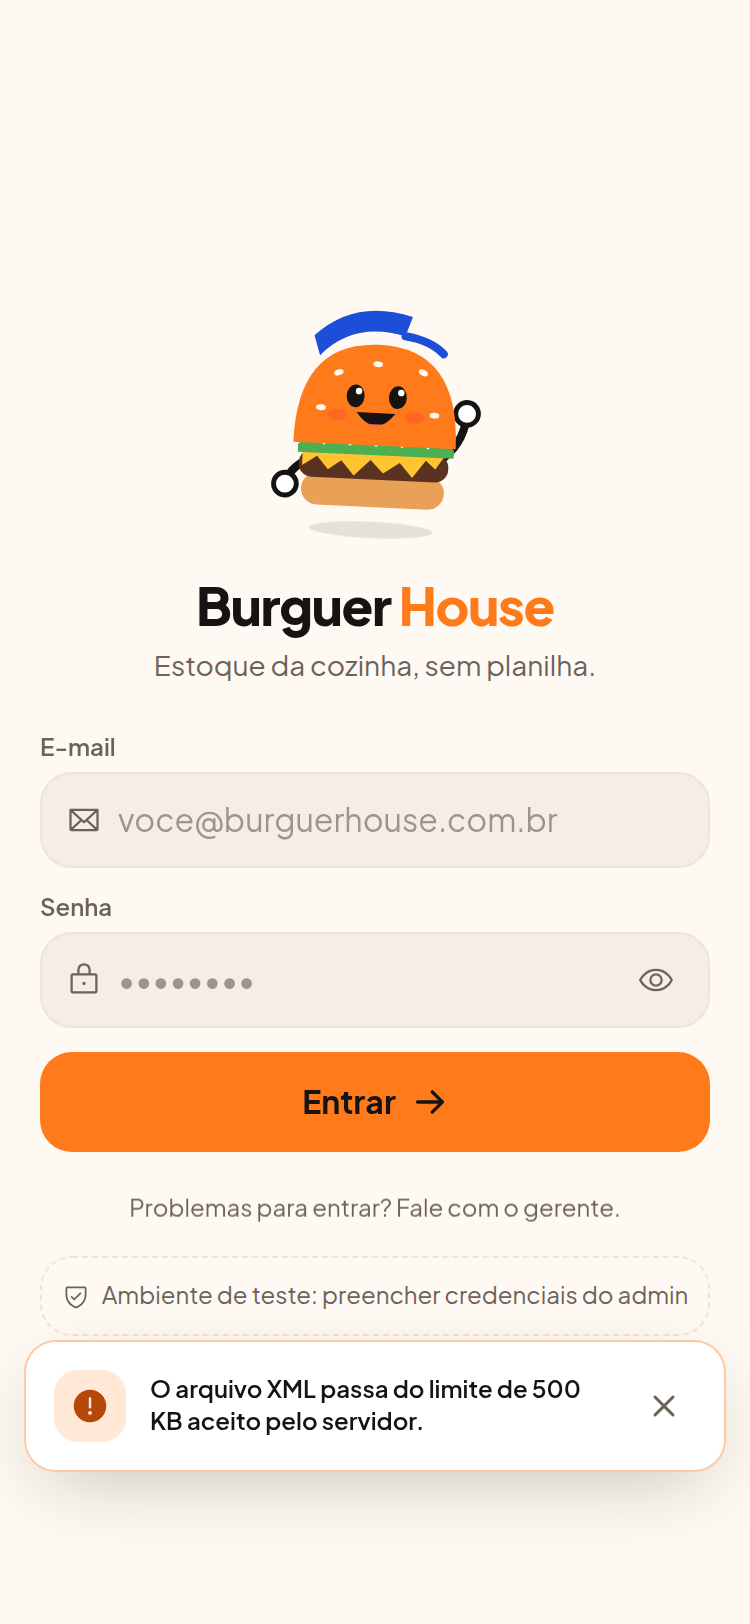 Burguer House
Estoque da cozinha, sem planilha.
E-mail
voce@burguerhouse.com.br
Senha
••••••••
Entrar →
Problemas para entrar? Fale com o gerente.
Ambiente de teste: preencher credenciais do admin
O arquivo XML passa do limite de 500
KB aceito pelo servidor.